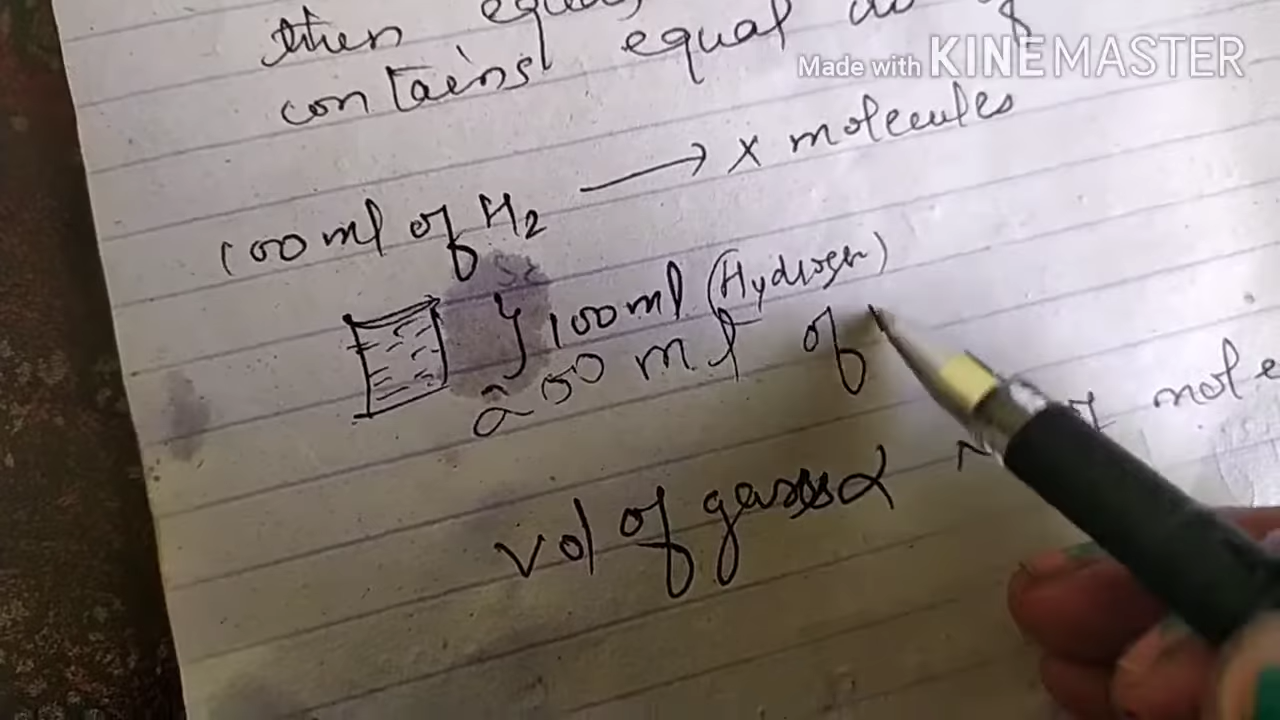 then
contains equal
Made with KINEMASTER
100 ml of H2 → x molecules
} 100 ml (Hydrogen)
200 ml of
vol of gases α